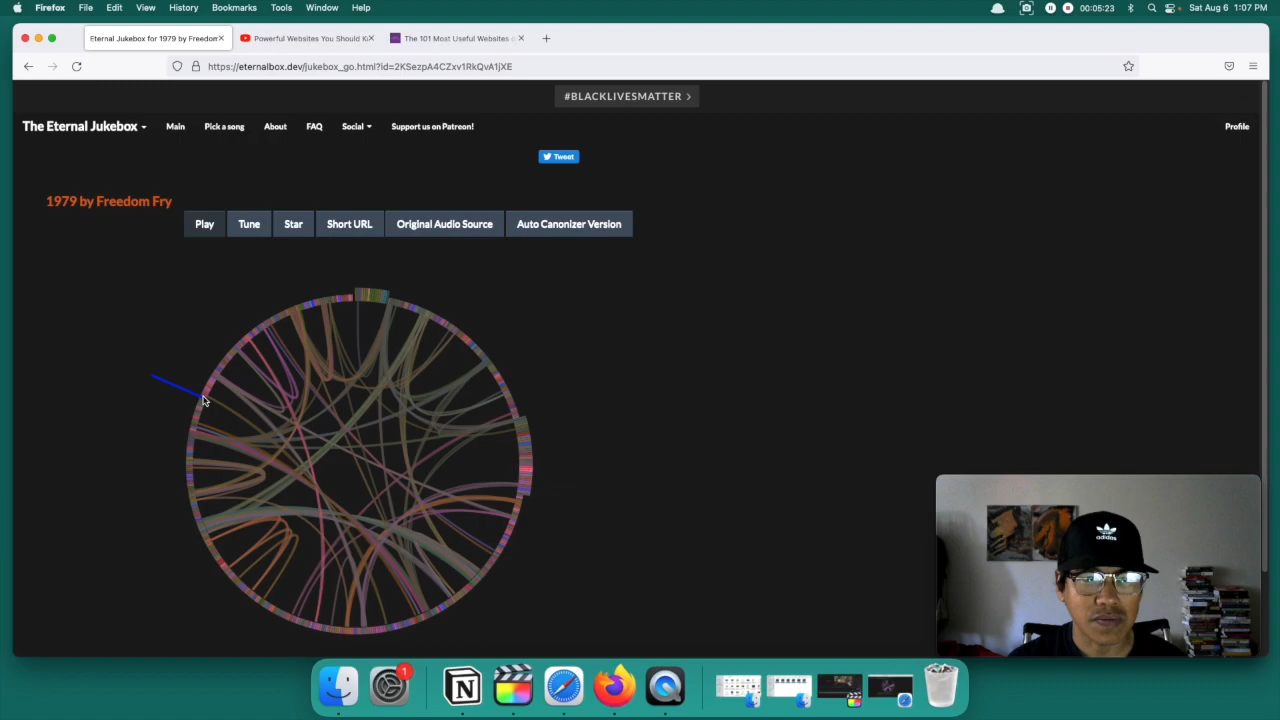 Firefox File Edit View History Bookmarks Tools Window Help 00:05:23 Sat Aug 6 1:07 PM
Eternal Jukebox for 1979 by Freedom Powerful Websites You Should K The 101 Most Useful Websites
https://eternalbox.dev/jukebox_go.html?id=2KSezpA4CZxv1RkQvA1jXE
#BLACKLIVESMATTER
The Eternal Jukebox Main Pick a song About FAQ Social Support us on Patreon! Profile
Tweet
1979 by Freedom Fry
Play Tune Star Short URL Original Audio Source Auto Canonizer Version
adidas
1
N